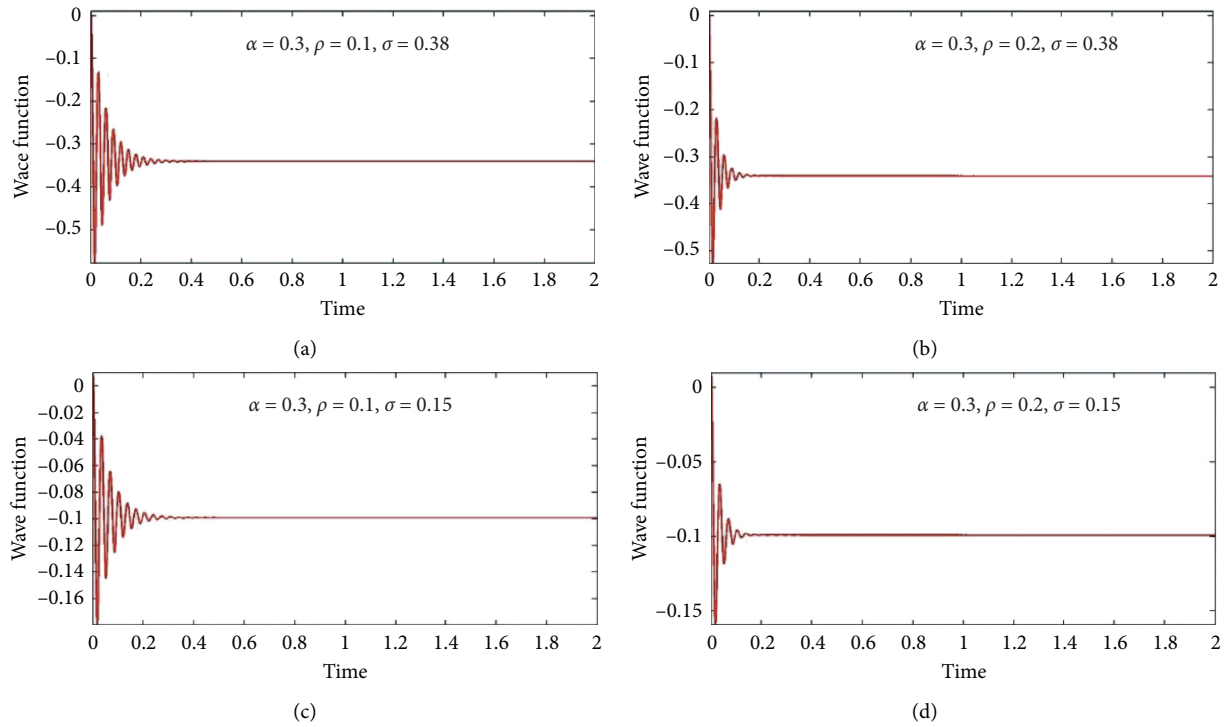 α = 0.3, ρ = 0.1, σ = 0.38
Wace function
0
–0.1
–0.2
–0.3
–0.4
–0.5
0 0.2 0.4 0.6 0.8 1 1.2 1.4 1.6 1.8 2
Time
(a)
α = 0.3, ρ = 0.2, σ = 0.38
Wave function
0
–0.1
–0.2
–0.3
–0.4
–0.5
0 0.2 0.4 0.6 0.8 1 1.2 1.4 1.6 1.8 2
Time
(b)
α = 0.3, ρ = 0.1, σ = 0.15
Wave function
0
–0.02
–0.04
–0.06
–0.08
–0.1
–0.12
–0.14
–0.16
0 0.2 0.4 0.6 0.8 1 1.2 1.4 1.6 1.8 2
Time
(c)
α = 0.3, ρ = 0.2, σ = 0.15
Wave function
0
–0.05
–0.1
–0.15
0 0.2 0.4 0.6 0.8 1 1.2 1.4 1.6 1.8 2
Time
(d)